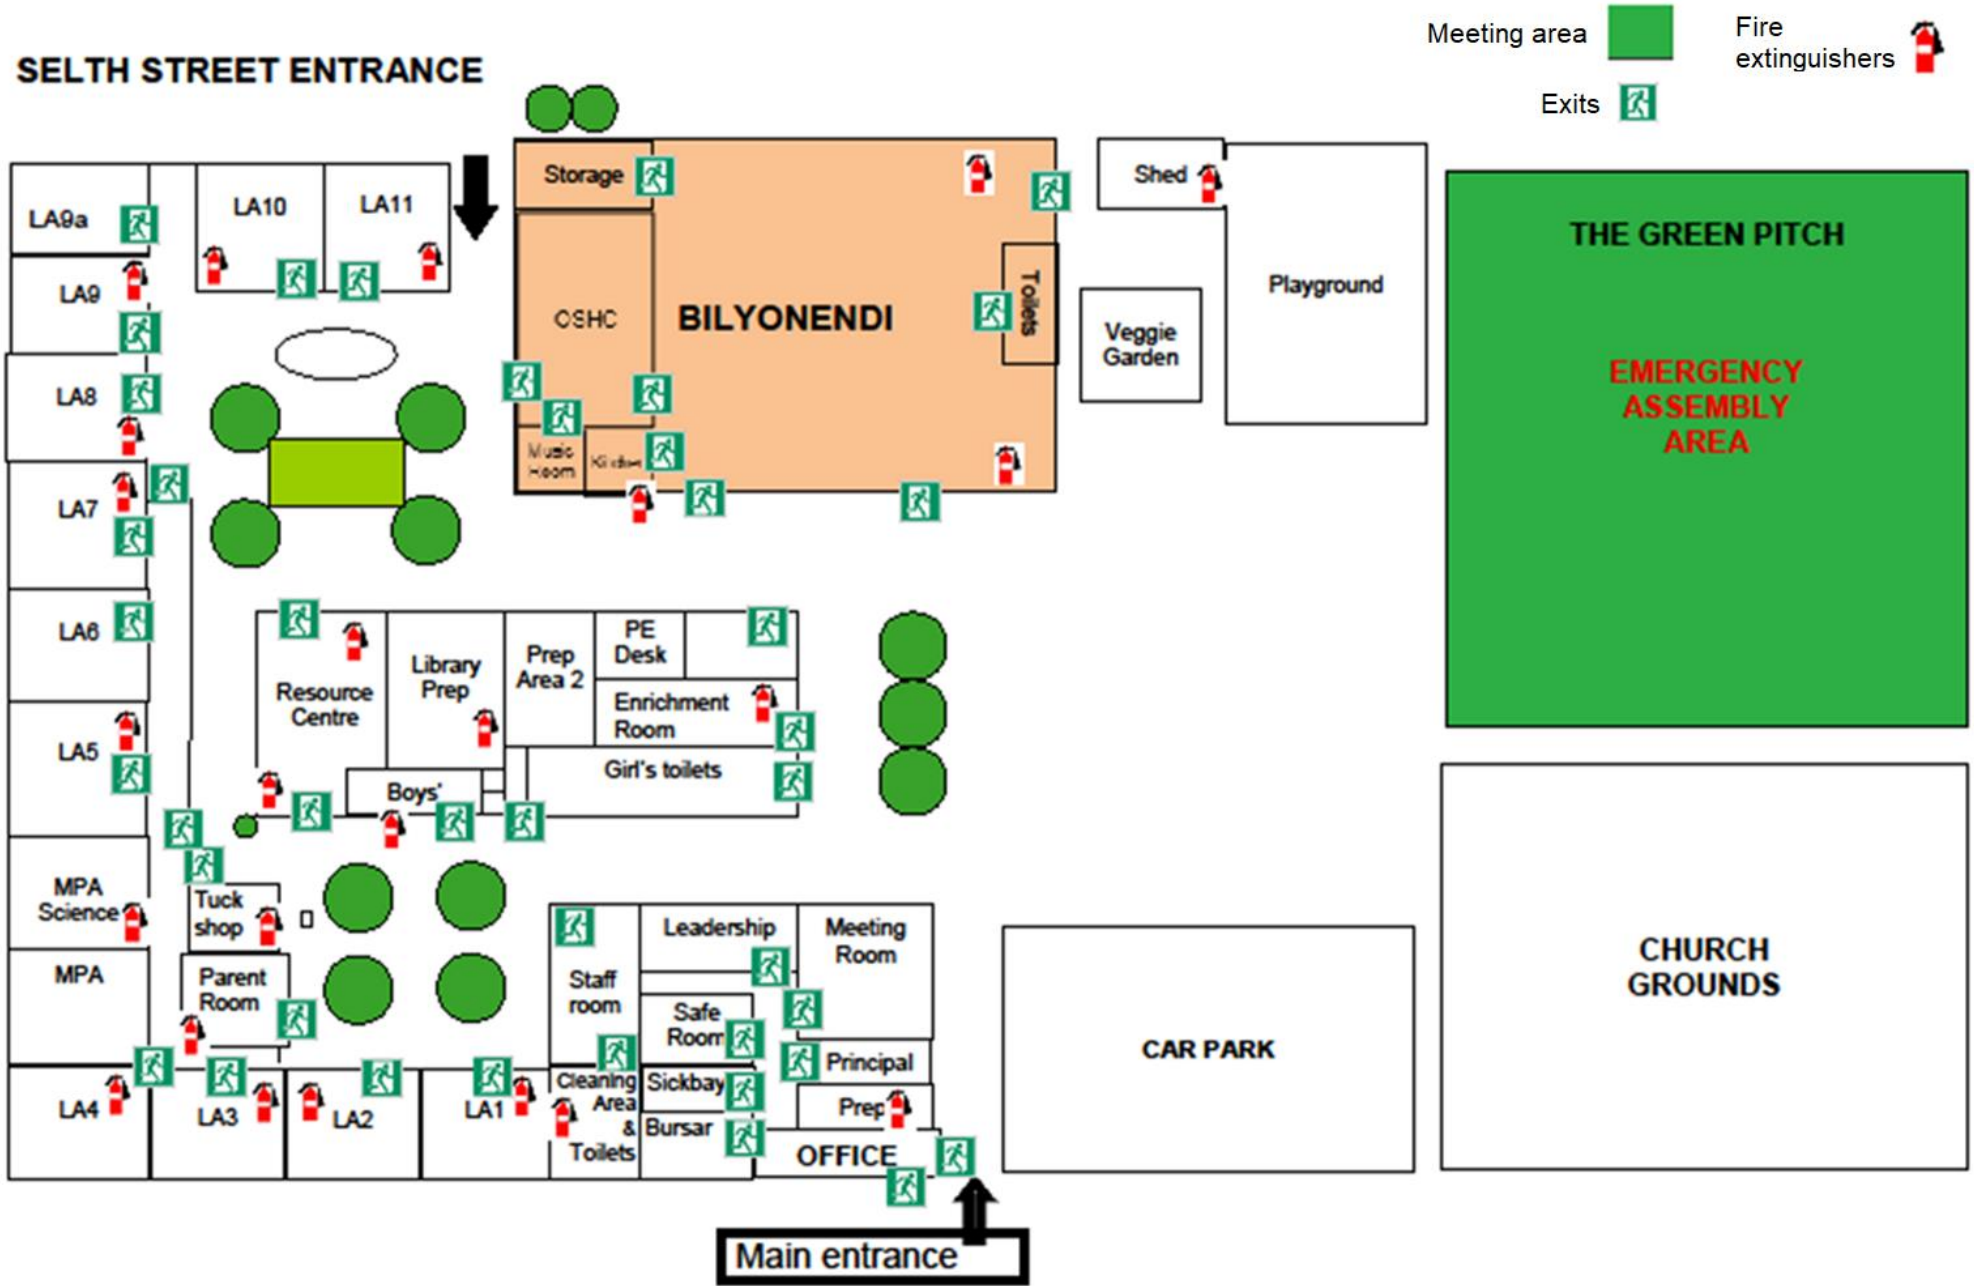 Meeting area
Fire
extinguishers
Exits
SELTH STREET ENTRANCE
Storage
Shed
LA9a
LA10
LA11
THE GREEN PITCH
LA9
OSHC
BILYONENDI
Toilets
Playground
Veggie
Garden
EMERGENCY
ASSEMBLY
AREA
LA8
Music
Room
LA7
LA6
Resource
Centre
Library
Prep
Prep
Area 2
PE
Desk
Enrichment
Room
Girl's toilets
Boys'
LA5
MPA
Science
Tuck
shop
MPA
Parent
Room
Staff
room
Leadership
Meeting
Room
Safe
Room
Principal
CAR PARK
CHURCH
GROUNDS
LA4
LA3
LA2
LA1
Cleaning
Area
&
Toilets
Sickbay
Bursar
Prep
OFFICE
Main entrance